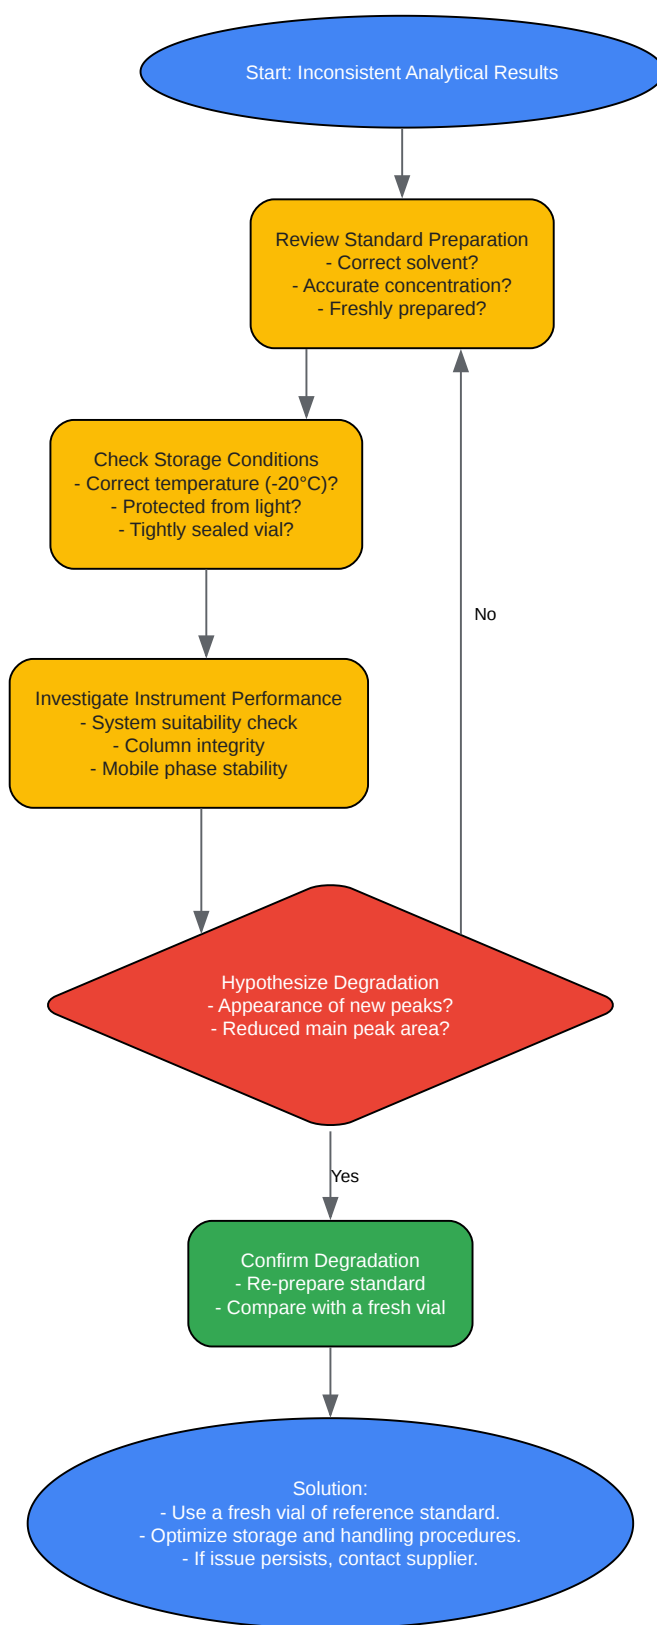 Start: Inconsistent Analytical Results
Review Standard Preparation
- Correct solvent?
- Accurate concentration?
- Freshly prepared?
Check Storage Conditions
- Correct temperature (-20°C)?
- Protected from light?
- Tightly sealed vial?
No
Investigate Instrument Performance
- System suitability check
- Column integrity
- Mobile phase stability
Hypothesize Degradation
- Appearance of new peaks?
- Reduced main peak area?
Yes
Confirm Degradation
- Re-prepare standard
- Compare with a fresh vial
Solution:
- Use a fresh vial of reference standard.
- Optimize storage and handling procedures.
- If issue persists, contact supplier.